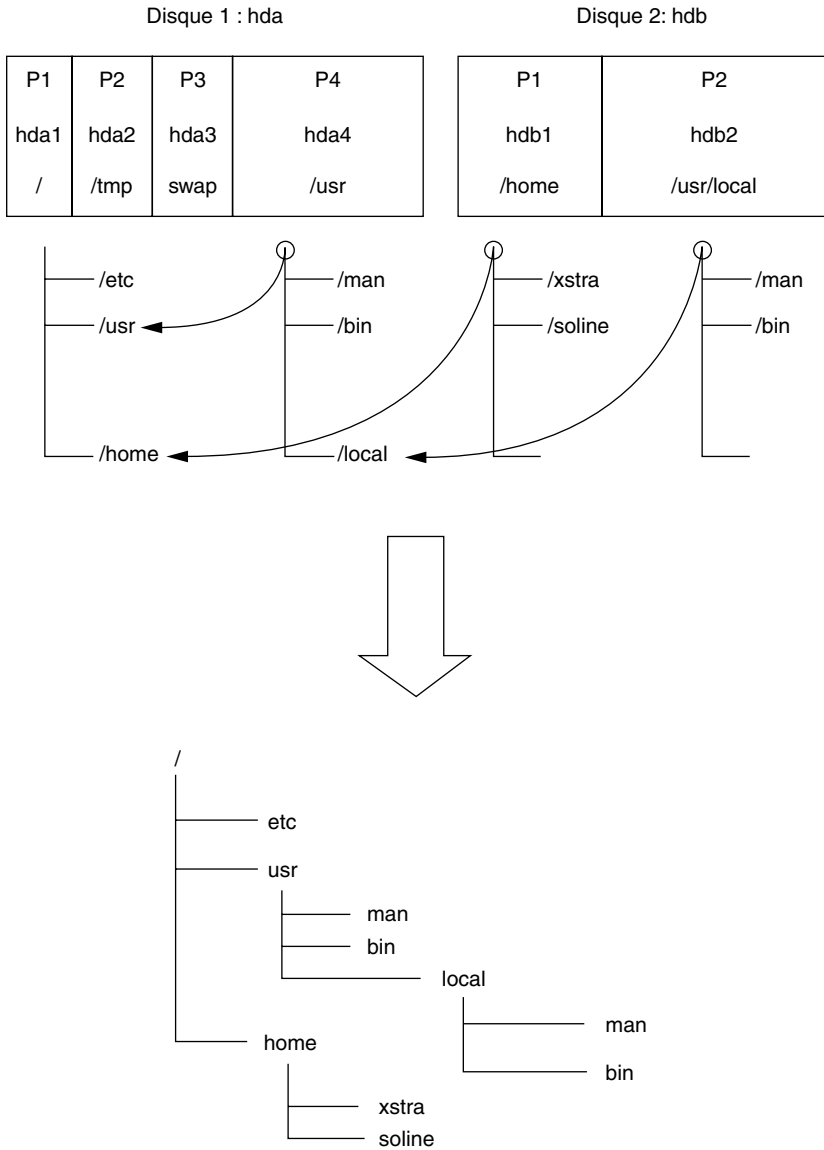 Disque 1 : hda
Disque 2: hdb
P1 P2 P3 P4 P1 P2
hda1 hda2 hda3 hda4 hdb1 hdb2
/ /tmp swap /usr /home /usr/local
/etc /man /xstra /man
/usr /bin /soline /bin
/home /local
/
etc
usr
man
bin
local
man
home
bin
xstra
soline